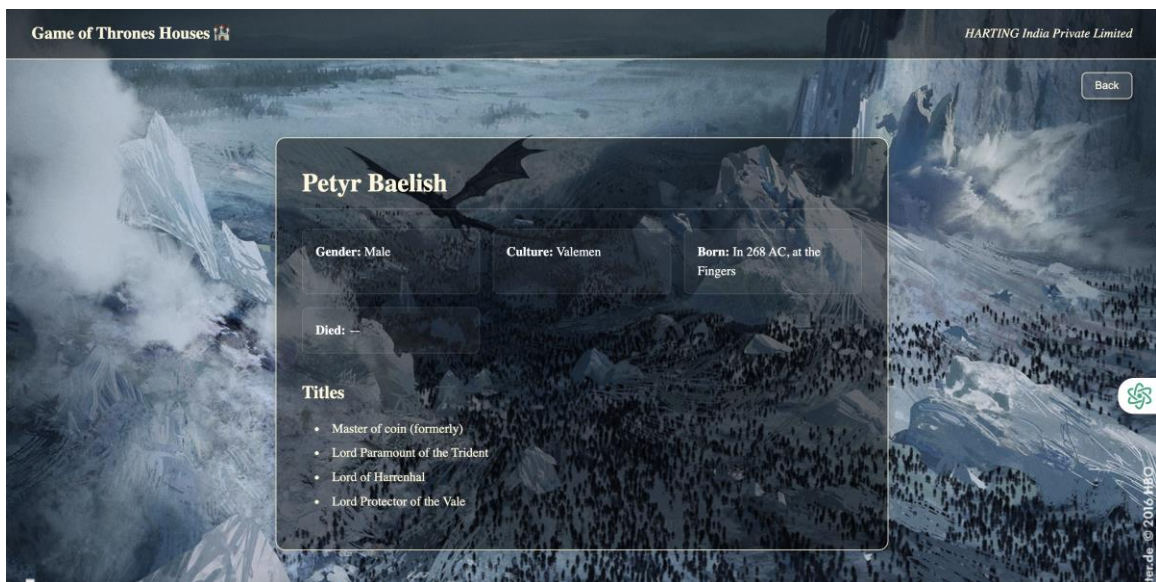 Game of Thrones Houses 🏰
HARTING India Private Limited
Back
Petyr Baelish
Gender: Male
Culture: Valemen
Born: In 268 AC, at the
Fingers
Died: —
Titles
• Master of coin (formerly)
• Lord Paramount of the Trident
• Lord of Harrenhal
• Lord Protector of the Vale
ter.de © 2016 HBO